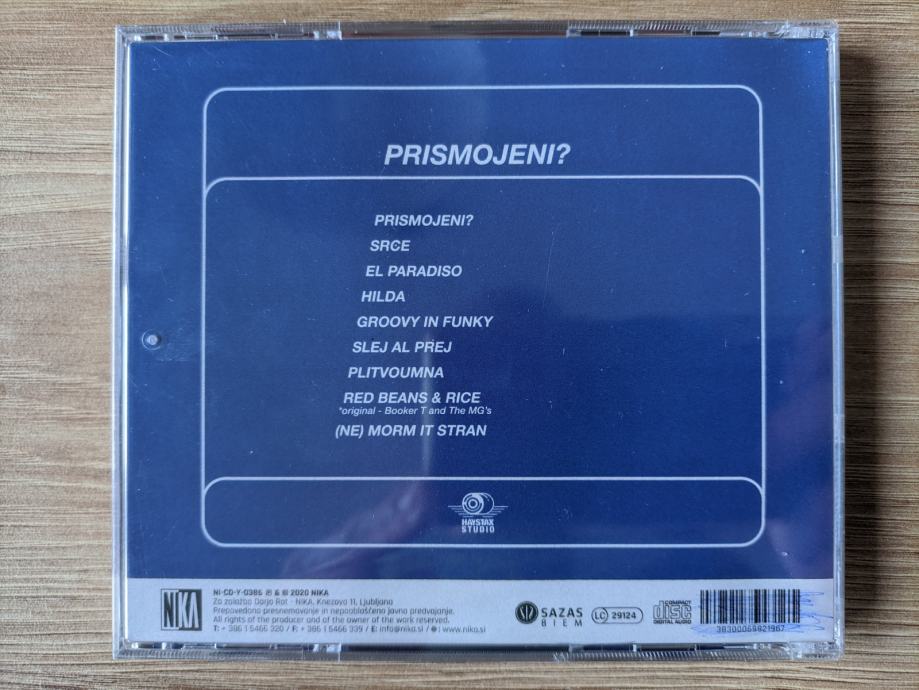 PRISMOJENI?
PRISMOJENI?
SRCE
EL PARADISO
HILDA
GROOVY IN FUNKY
SLEJ AL PREJ
PLITVOUMNA
RED BEANS & RICE
*original - Booker T and The MG's
(NE) MORM IT STRAN
HAYSTAX
STUDIO
NIKA
NI-CD-Y-0386 ℗ & © 2020 NIKA
Za založbo Darjo Rot - NIKA, Knezova 11, Ljubljana
Prepovedano presnemavanje in nepooblaščeno javno predvajanje.
All rights of the producer and of the owner of the work reserved.
T: + 386 1 5466 320 / F: + 386 1 5466 339 / E: info@nika.si / www.nika.si
SAZAS
BIEM
LC 29124
COMPACT
disc
DIGITAL AUDIO